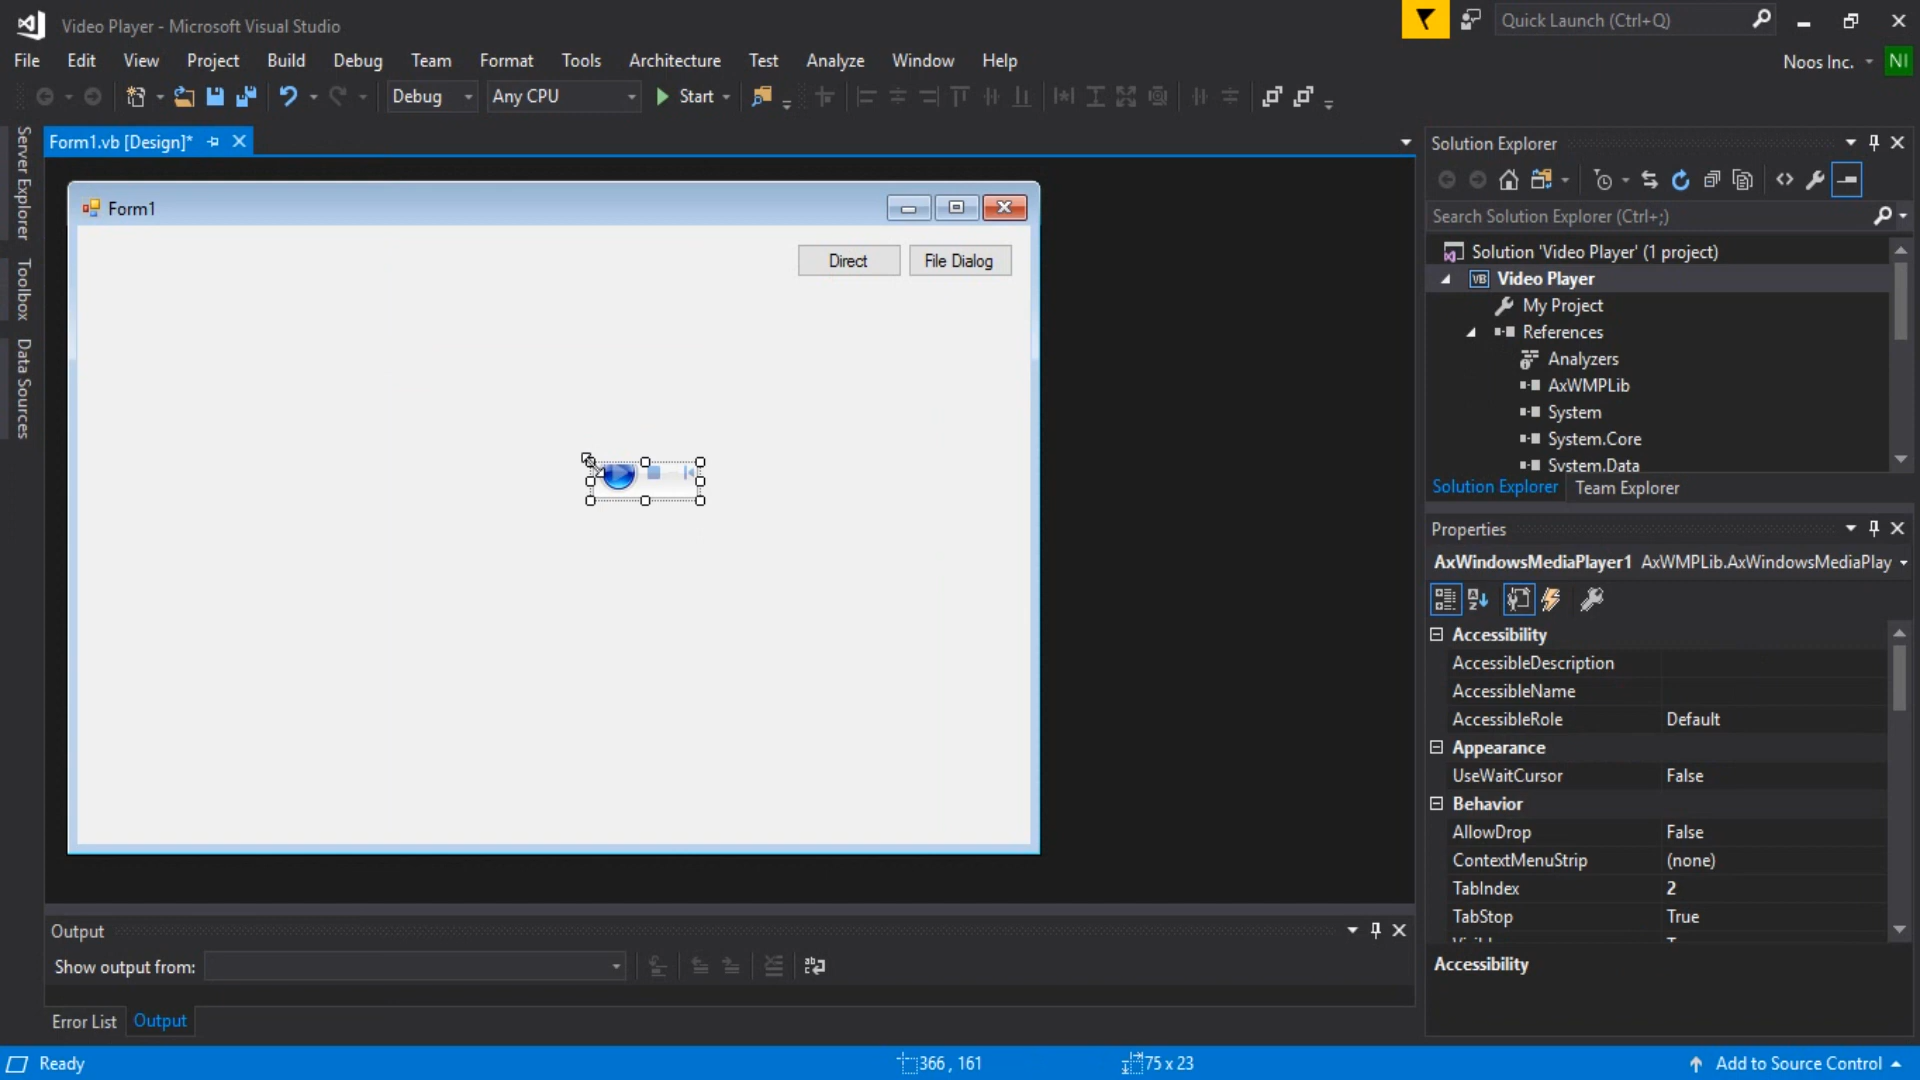 Video Player - Microsoft Visual Studio
Quick Launch (Ctrl+Q)
File Edit View Project Build Debug Team Format Tools Architecture Test Analyze Window Help
Noos Inc. NI
Debug Any CPU Start
Server Explorer
Toolbox
Data Sources
Form1.vb [Design]*
Form1
Direct File Dialog
Solution Explorer
Search Solution Explorer (Ctrl+;)
Solution 'Video Player' (1 project)
VB Video Player
My Project
References
Analyzers
AxWMPLib
System
System.Core
System.Data
Solution Explorer Team Explorer
Properties
AxWindowsMediaPlayer1 AxWMPLib.AxWindowsMediaPlay
Accessibility
AccessibleDescription
AccessibleName
AccessibleRole Default
Appearance
UseWaitCursor False
Behavior
AllowDrop False
ContextMenuStrip (none)
TabIndex 2
TabStop True
Accessibility
Output
Show output from:
Error List Output
Ready
366 , 161
75 x 23
Add to Source Control